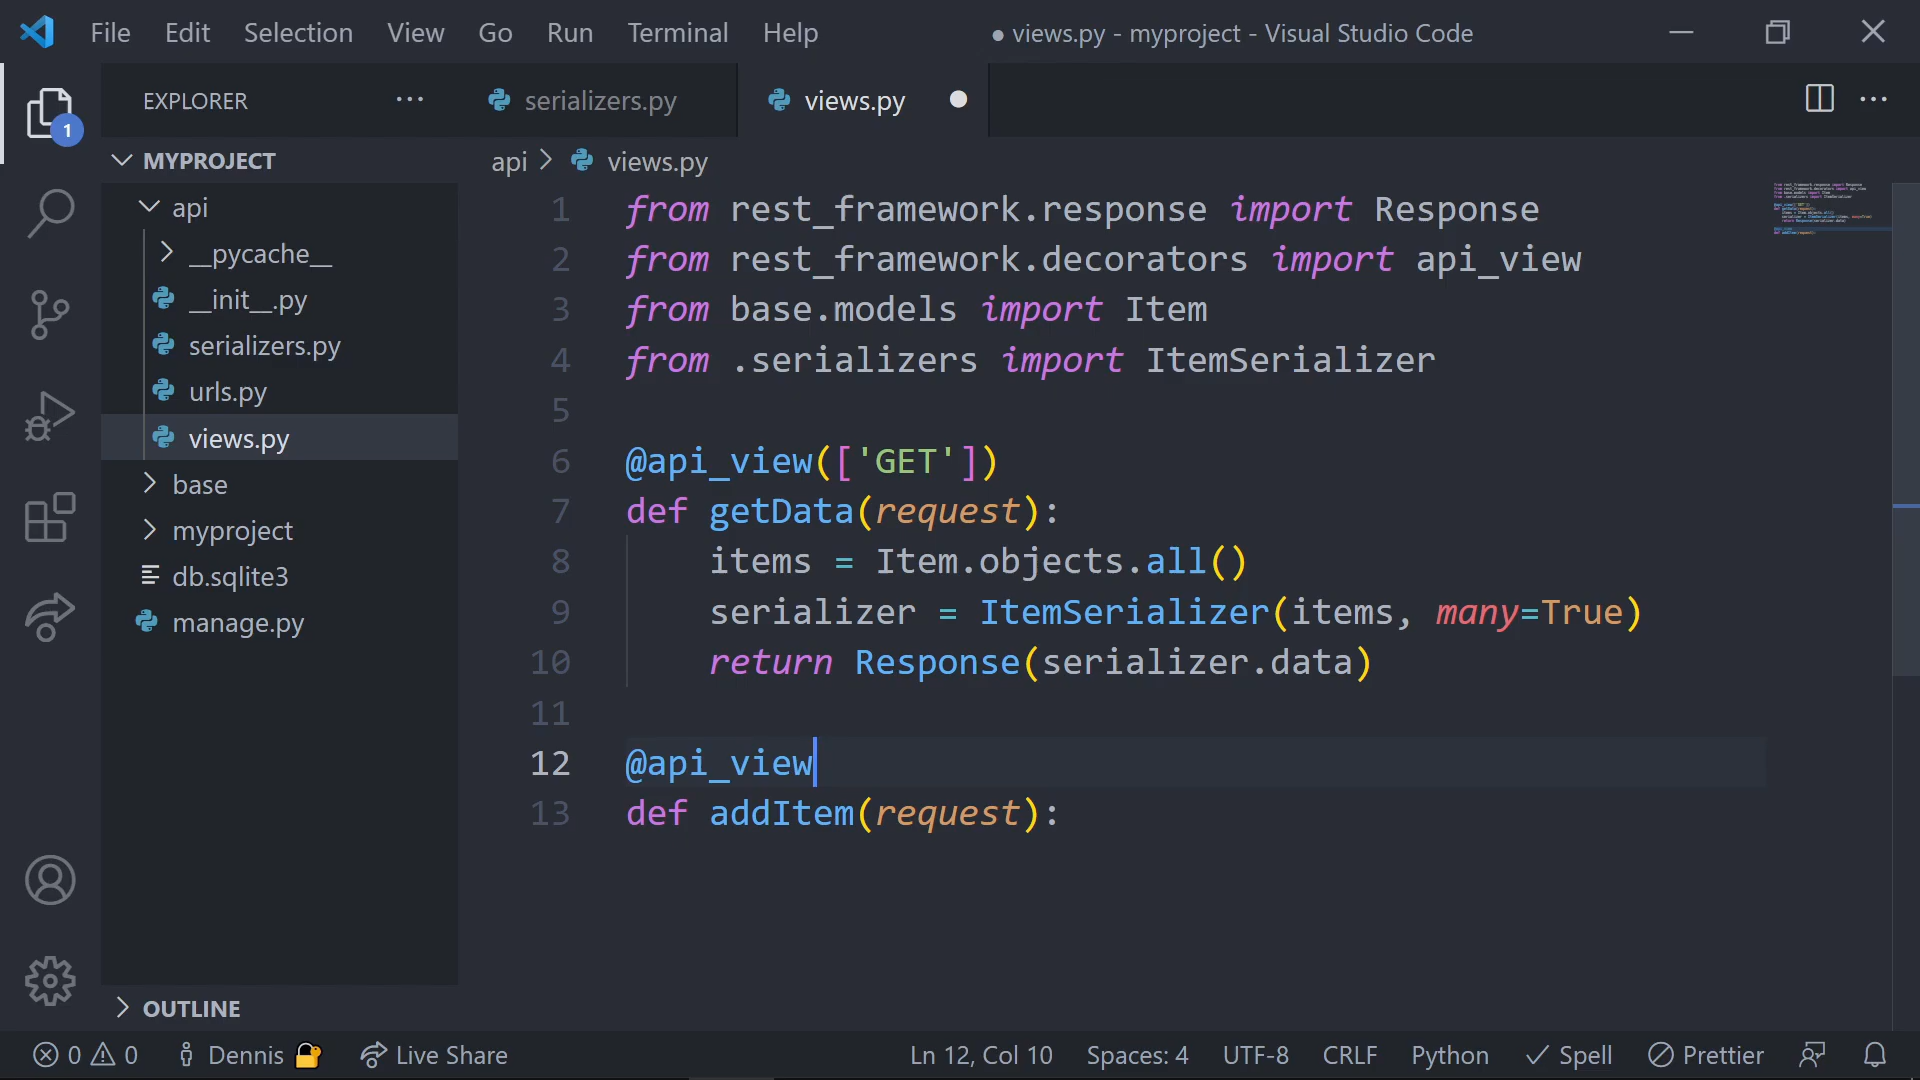 File Edit Selection View Go Run Terminal Help ● views.py - myproject - Visual Studio Code
EXPLORER ··· serializers.py views.py ● ···
1
MYPROJECT
api > views.py
api
__pycache__
__init__.py
serializers.py
urls.py
views.py
base
myproject
db.sqlite3
manage.py
OUTLINE
1 from rest_framework.response import Response
2 from rest_framework.decorators import api_view
3 from base.models import Item
4 from .serializers import ItemSerializer
5
6 @api_view(['GET'])
7 def getData(request):
8 items = Item.objects.all()
9 serializer = ItemSerializer(items, many=True)
10 return Response(serializer.data)
11
12 @api_view
13 def addItem(request):
0 0 Dennis Live Share Ln 12, Col 10 Spaces: 4 UTF-8 CRLF Python Spell Prettier